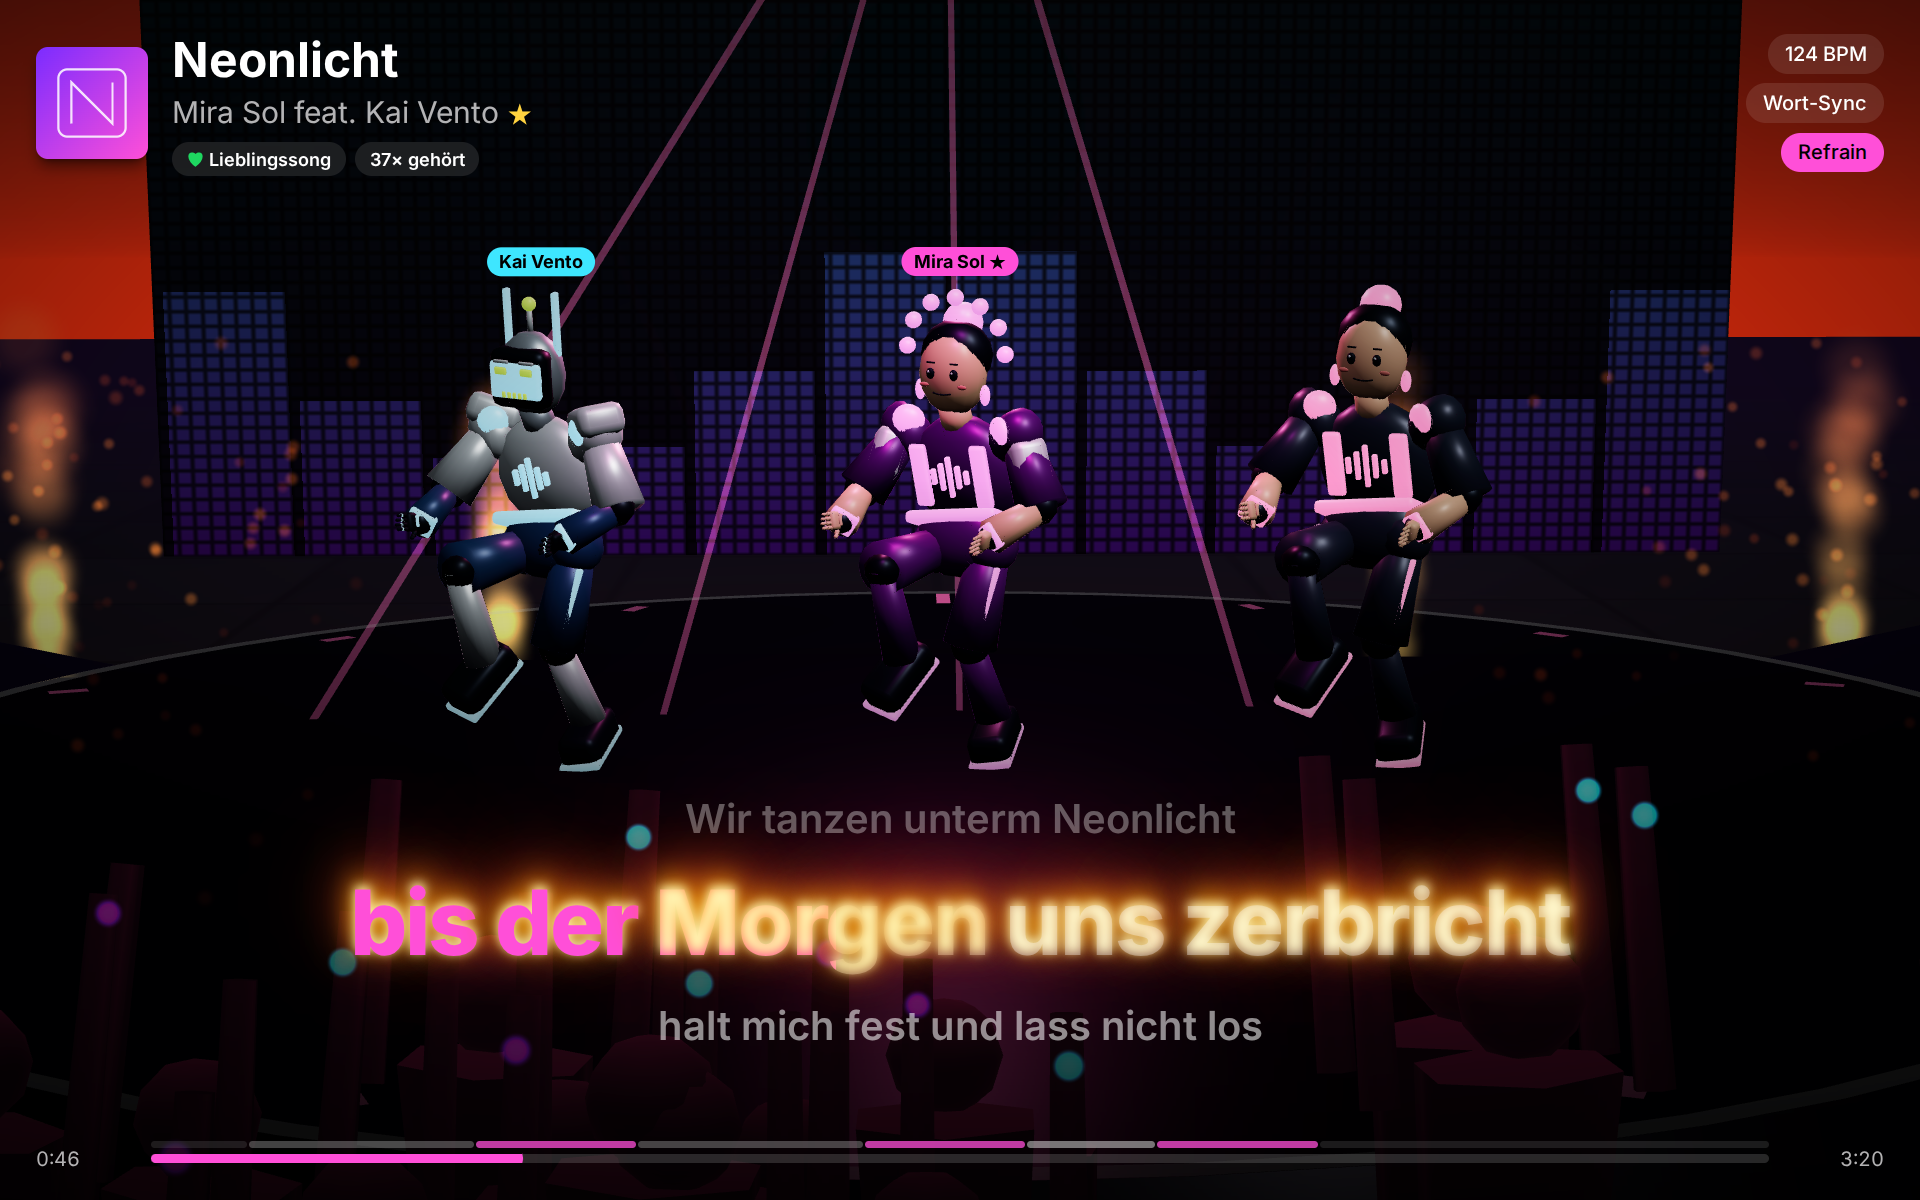 Neonlicht
Mira Sol feat. Kai Vento ★
Lieblingssong
37× gehört
124 BPM
Wort-Sync
Refrain
N
Kai Vento
Mira Sol ★
Wir tanzen unterm Neonlicht
bis der Morgen uns zerbricht
halt mich fest und lass nicht los
0:46
3:20